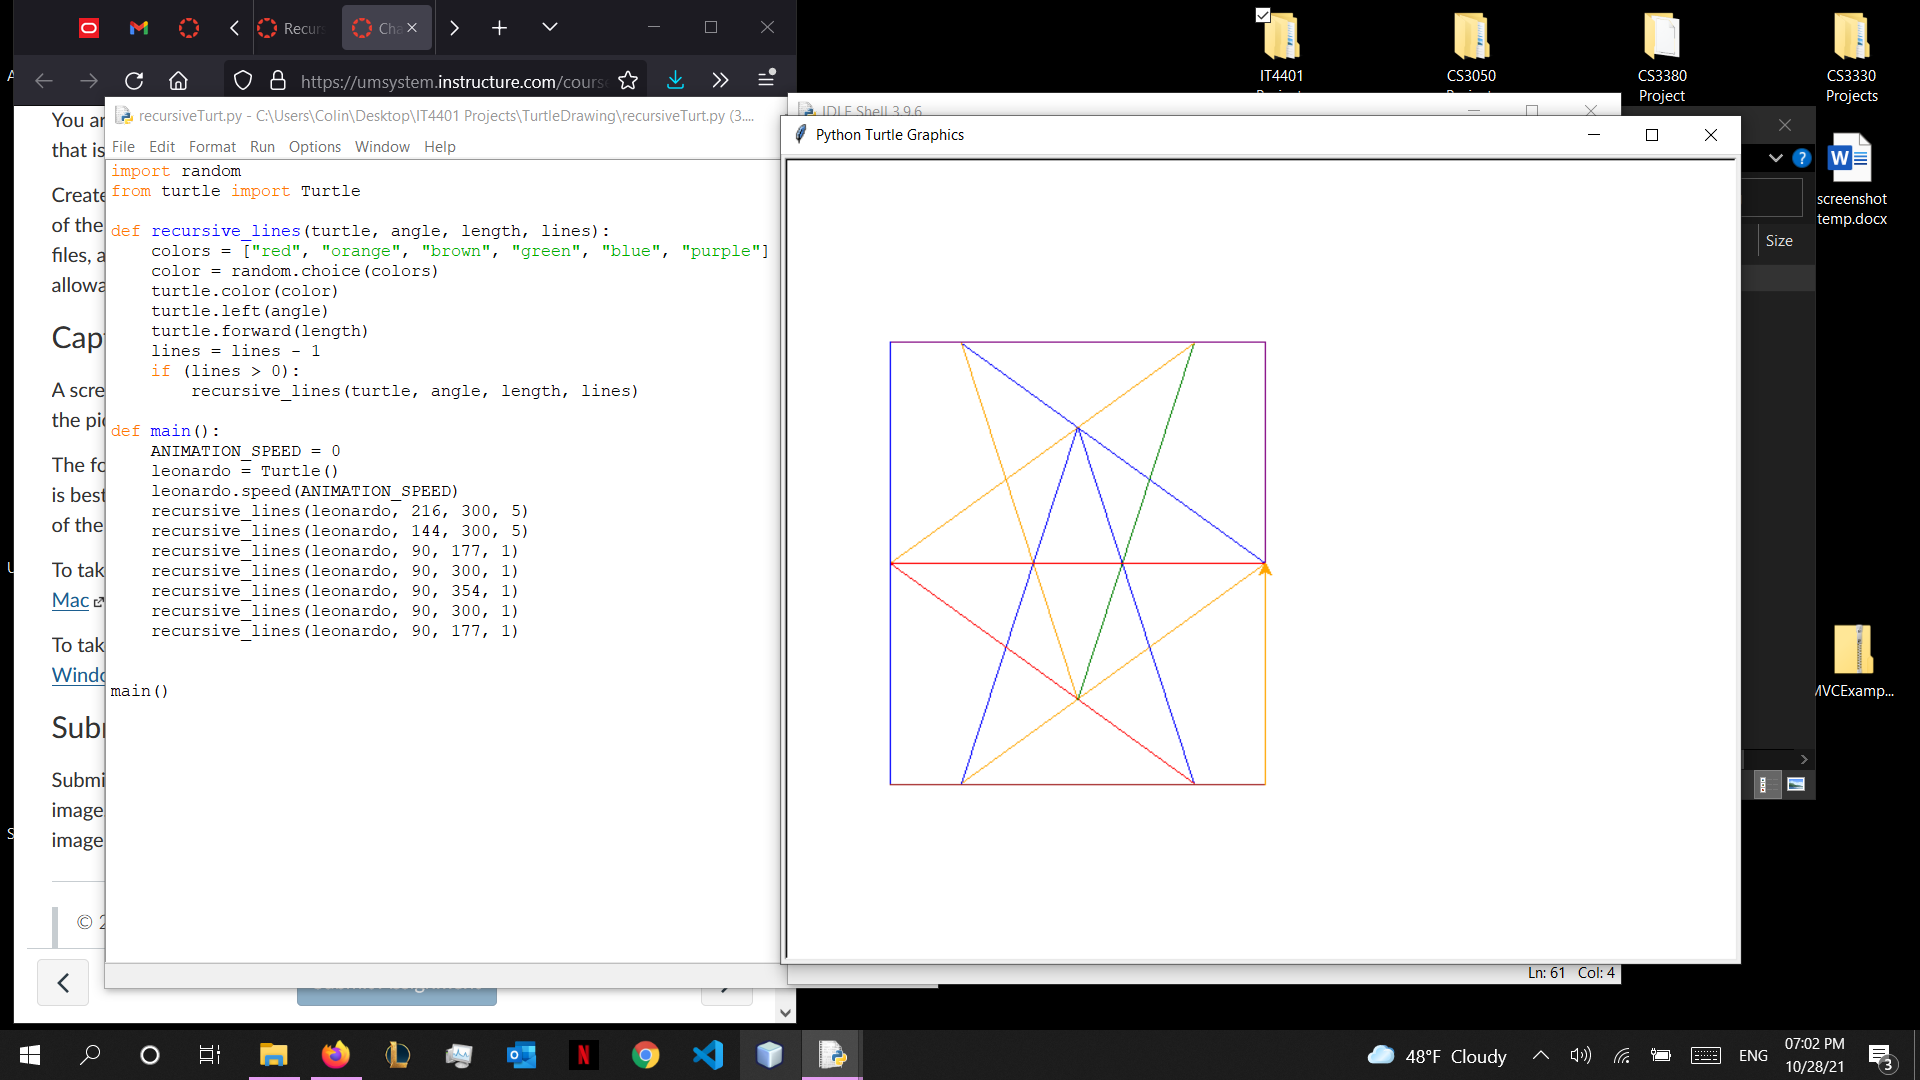 Recur
Cha
https://umsystem.instructure.com/cours
You ar
that is
Create
of the
files, a
allowa
Cap
A scre
the pi
The fo
is best
of the
To tak
Mac
To tak
Windo
Sub
Submi
image
image
© 2
recursiveTurt.py - C:\Users\Colin\Desktop\IT4401 Projects\TurtleDrawing\recursiveTurt.py (3....
File Edit Format Run Options Window Help
import random
from turtle import Turtle
def recursive_lines(turtle, angle, length, lines):
    colors = ["red", "orange", "brown", "green", "blue", "purple"]
    color = random.choice(colors)
    turtle.color(color)
    turtle.left(angle)
    turtle.forward(length)
    lines = lines - 1
    if (lines > 0):
        recursive_lines(turtle, angle, length, lines)
def main():
    ANIMATION_SPEED = 0
    leonardo = Turtle()
    leonardo.speed(ANIMATION_SPEED)
    recursive_lines(leonardo, 216, 300, 5)
    recursive_lines(leonardo, 144, 300, 5)
    recursive_lines(leonardo, 90, 177, 1)
    recursive_lines(leonardo, 90, 300, 1)
    recursive_lines(leonardo, 90, 354, 1)
    recursive_lines(leonardo, 90, 300, 1)
    recursive_lines(leonardo, 90, 177, 1)
main()
IDLE Shell 3.9.6
Python Turtle Graphics
Ln: 61 Col: 4
Size
IT4401
CS3050
CS3380
Project
CS3330
Projects
screenshot
temp.docx
MVCExamp...
48°F Cloudy
ENG
07:02 PM
10/28/21
3